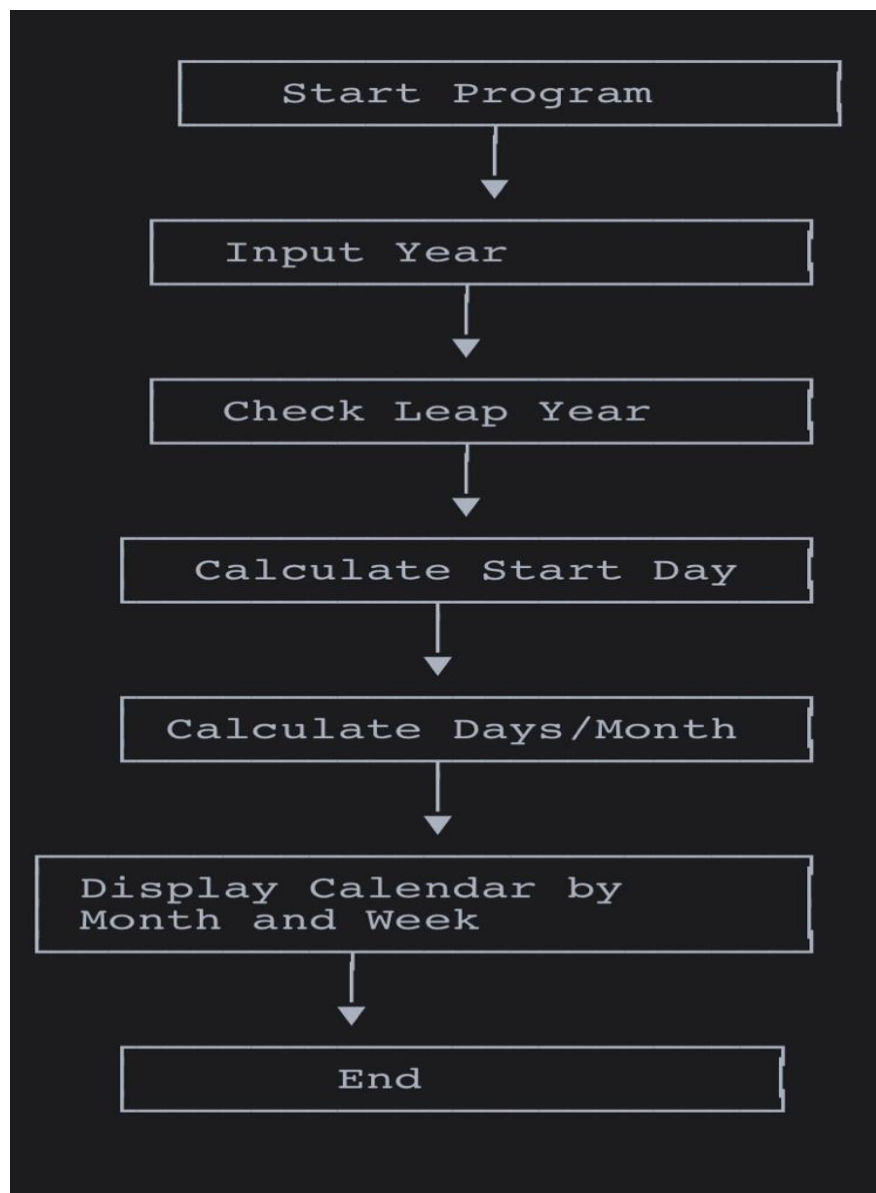 Start Program
Input Year
Check Leap Year
Calculate Start Day
Calculate Days/Month
Display Calendar by
Month and Week
End